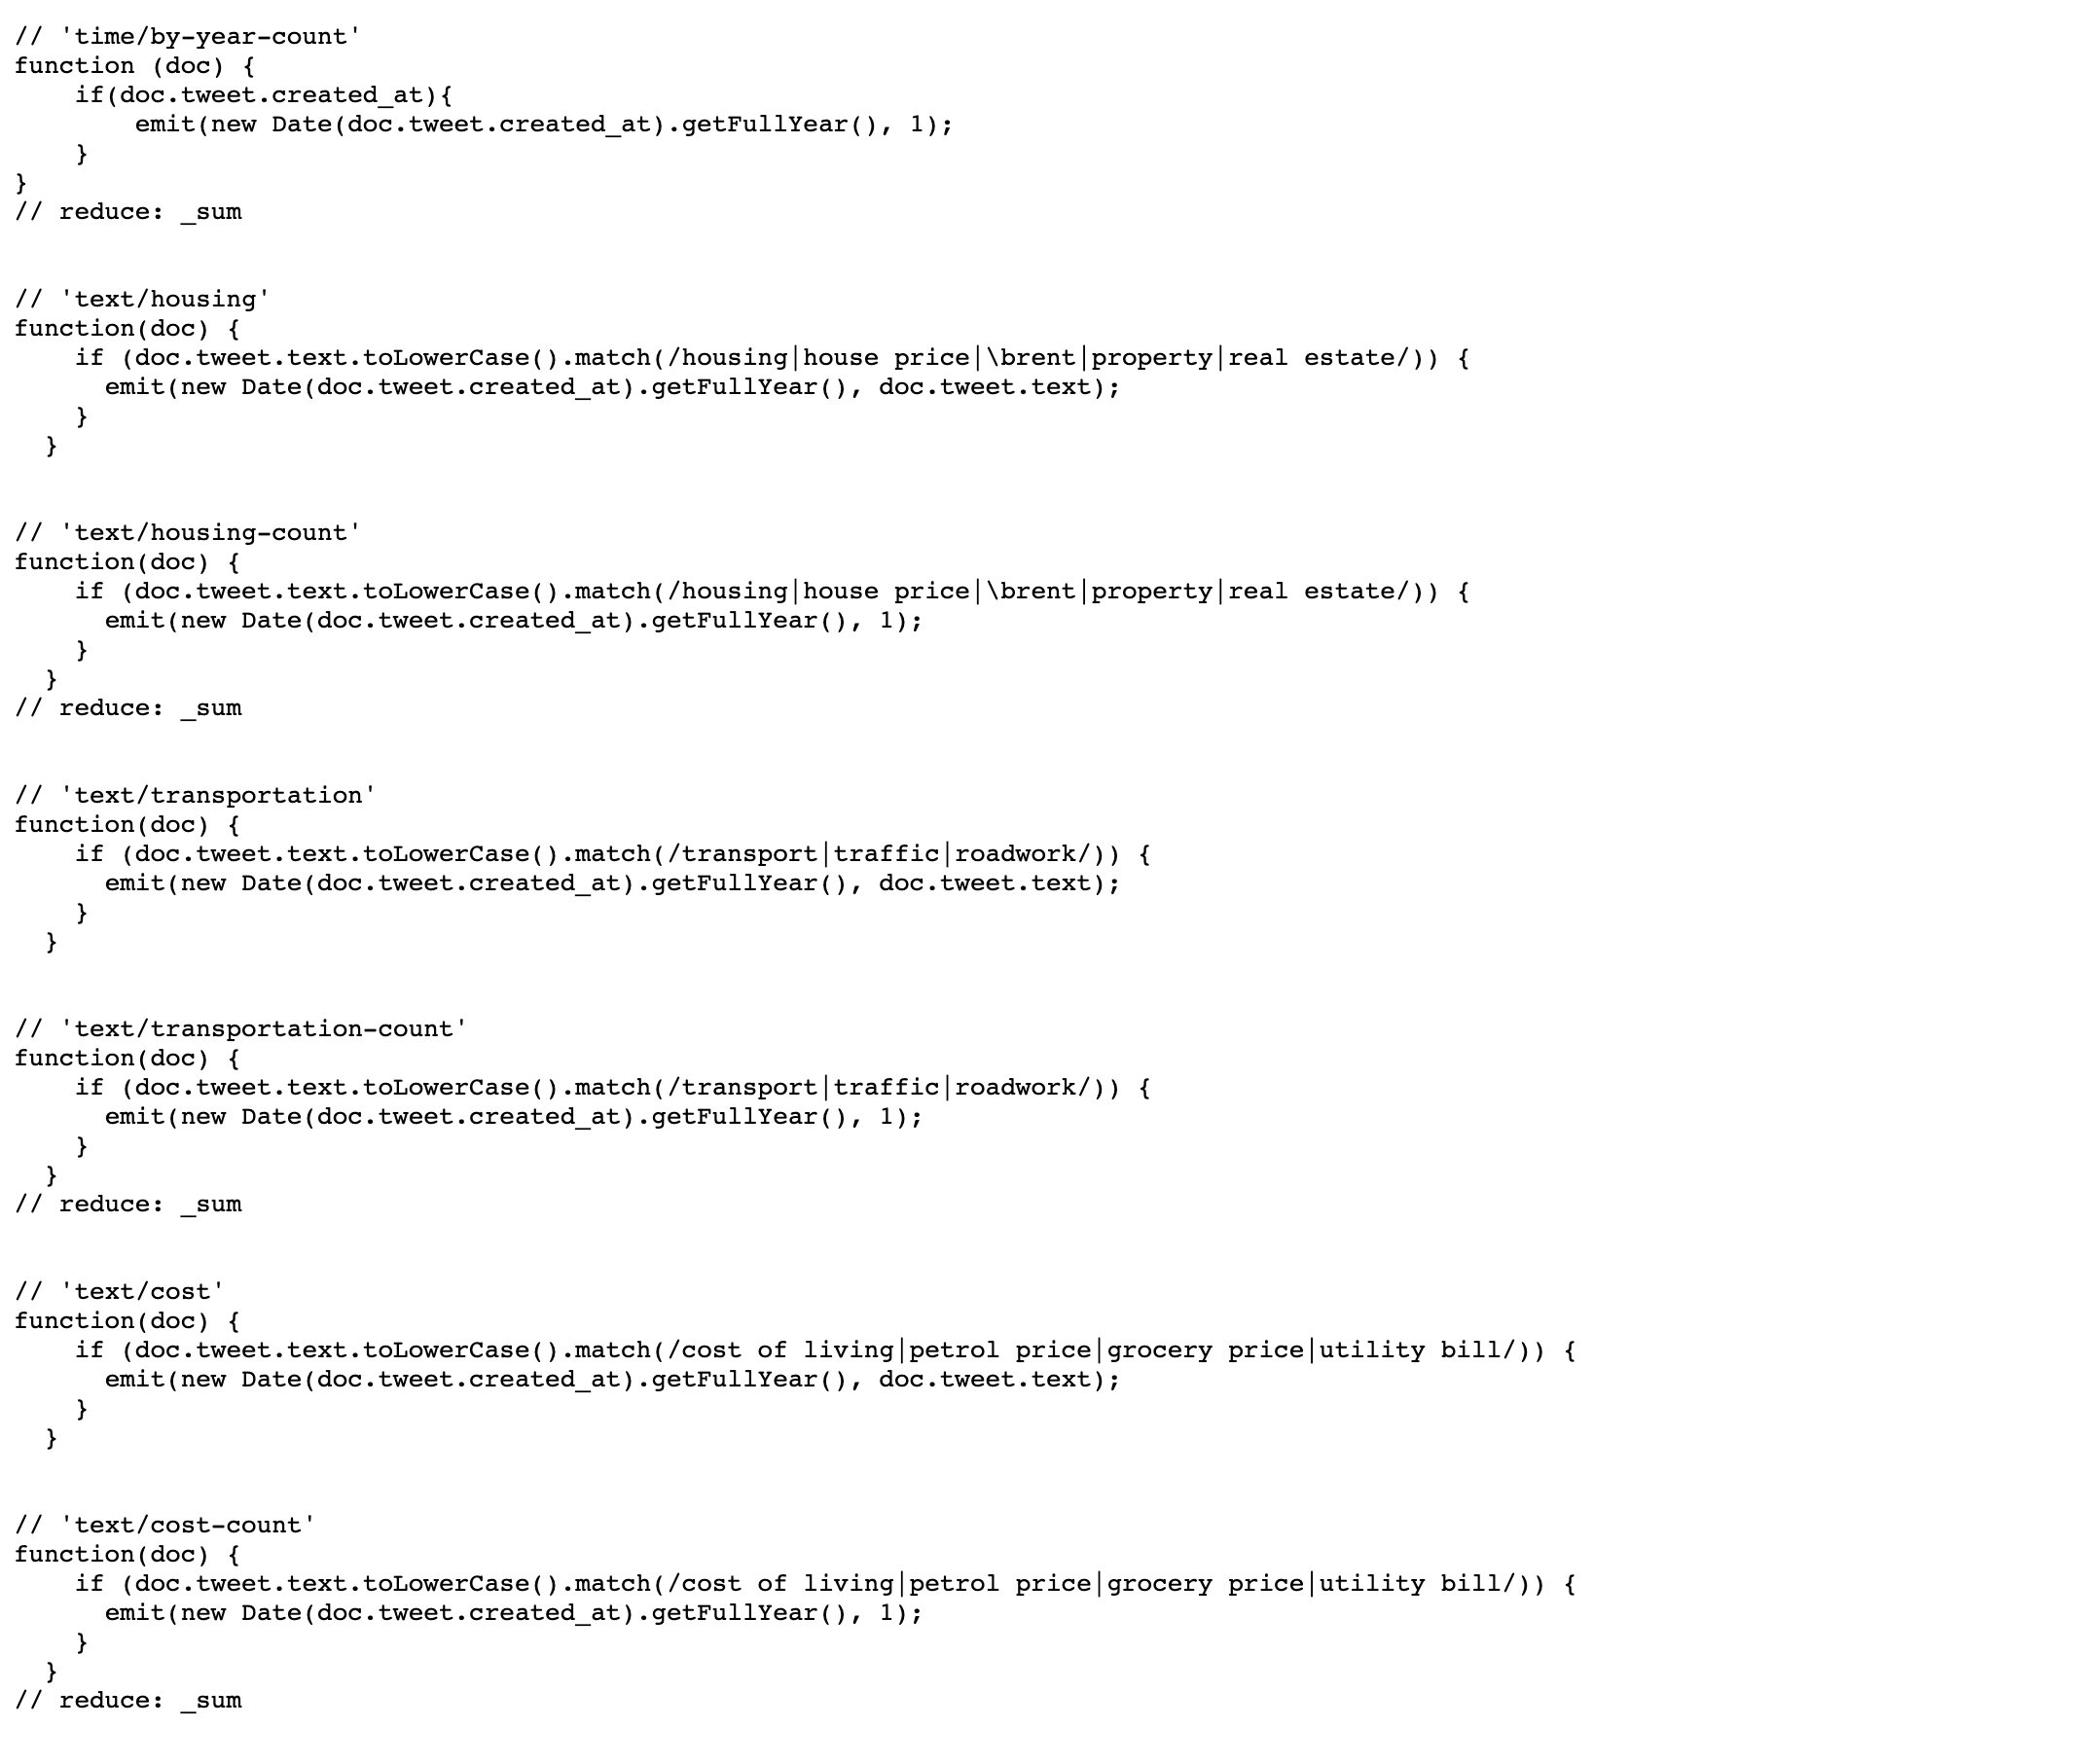 // 'time/by-year-count'
function (doc) {
    if(doc.tweet.created_at){
        emit(new Date(doc.tweet.created_at).getFullYear(), 1);
    }
}
// reduce: _sum

// 'text/housing'
function(doc) {
    if (doc.tweet.text.toLowerCase().match(/housing|house price|\brent|property|real estate/)) {
      emit(new Date(doc.tweet.created_at).getFullYear(), doc.tweet.text);
    }
  }

// 'text/housing-count'
function(doc) {
    if (doc.tweet.text.toLowerCase().match(/housing|house price|\brent|property|real estate/)) {
      emit(new Date(doc.tweet.created_at).getFullYear(), 1);
    }
  }
// reduce: _sum

// 'text/transportation'
function(doc) {
    if (doc.tweet.text.toLowerCase().match(/transport|traffic|roadwork/)) {
      emit(new Date(doc.tweet.created_at).getFullYear(), doc.tweet.text);
    }
  }

// 'text/transportation-count'
function(doc) {
    if (doc.tweet.text.toLowerCase().match(/transport|traffic|roadwork/)) {
      emit(new Date(doc.tweet.created_at).getFullYear(), 1);
    }
  }
// reduce: _sum

// 'text/cost'
function(doc) {
    if (doc.tweet.text.toLowerCase().match(/cost of living|petrol price|grocery price|utility bill/)) {
      emit(new Date(doc.tweet.created_at).getFullYear(), doc.tweet.text);
    }
  }

// 'text/cost-count'
function(doc) {
    if (doc.tweet.text.toLowerCase().match(/cost of living|petrol price|grocery price|utility bill/)) {
      emit(new Date(doc.tweet.created_at).getFullYear(), 1);
    }
  }
// reduce: _sum